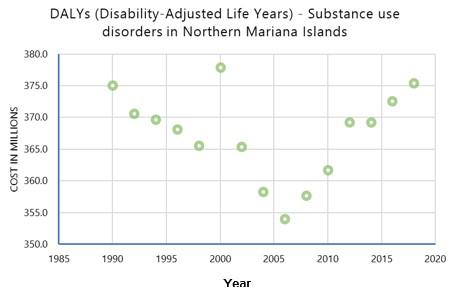 DALYs (Disability-Adjusted Life Years) - Substance use
disorders in Northern Mariana Islands
COST IN MILLIONS
380.0
375.0
370.0
365.0
360.0
355.0
350.0
1985 1990 1995 2000 2005 2010 2015 2020
Year